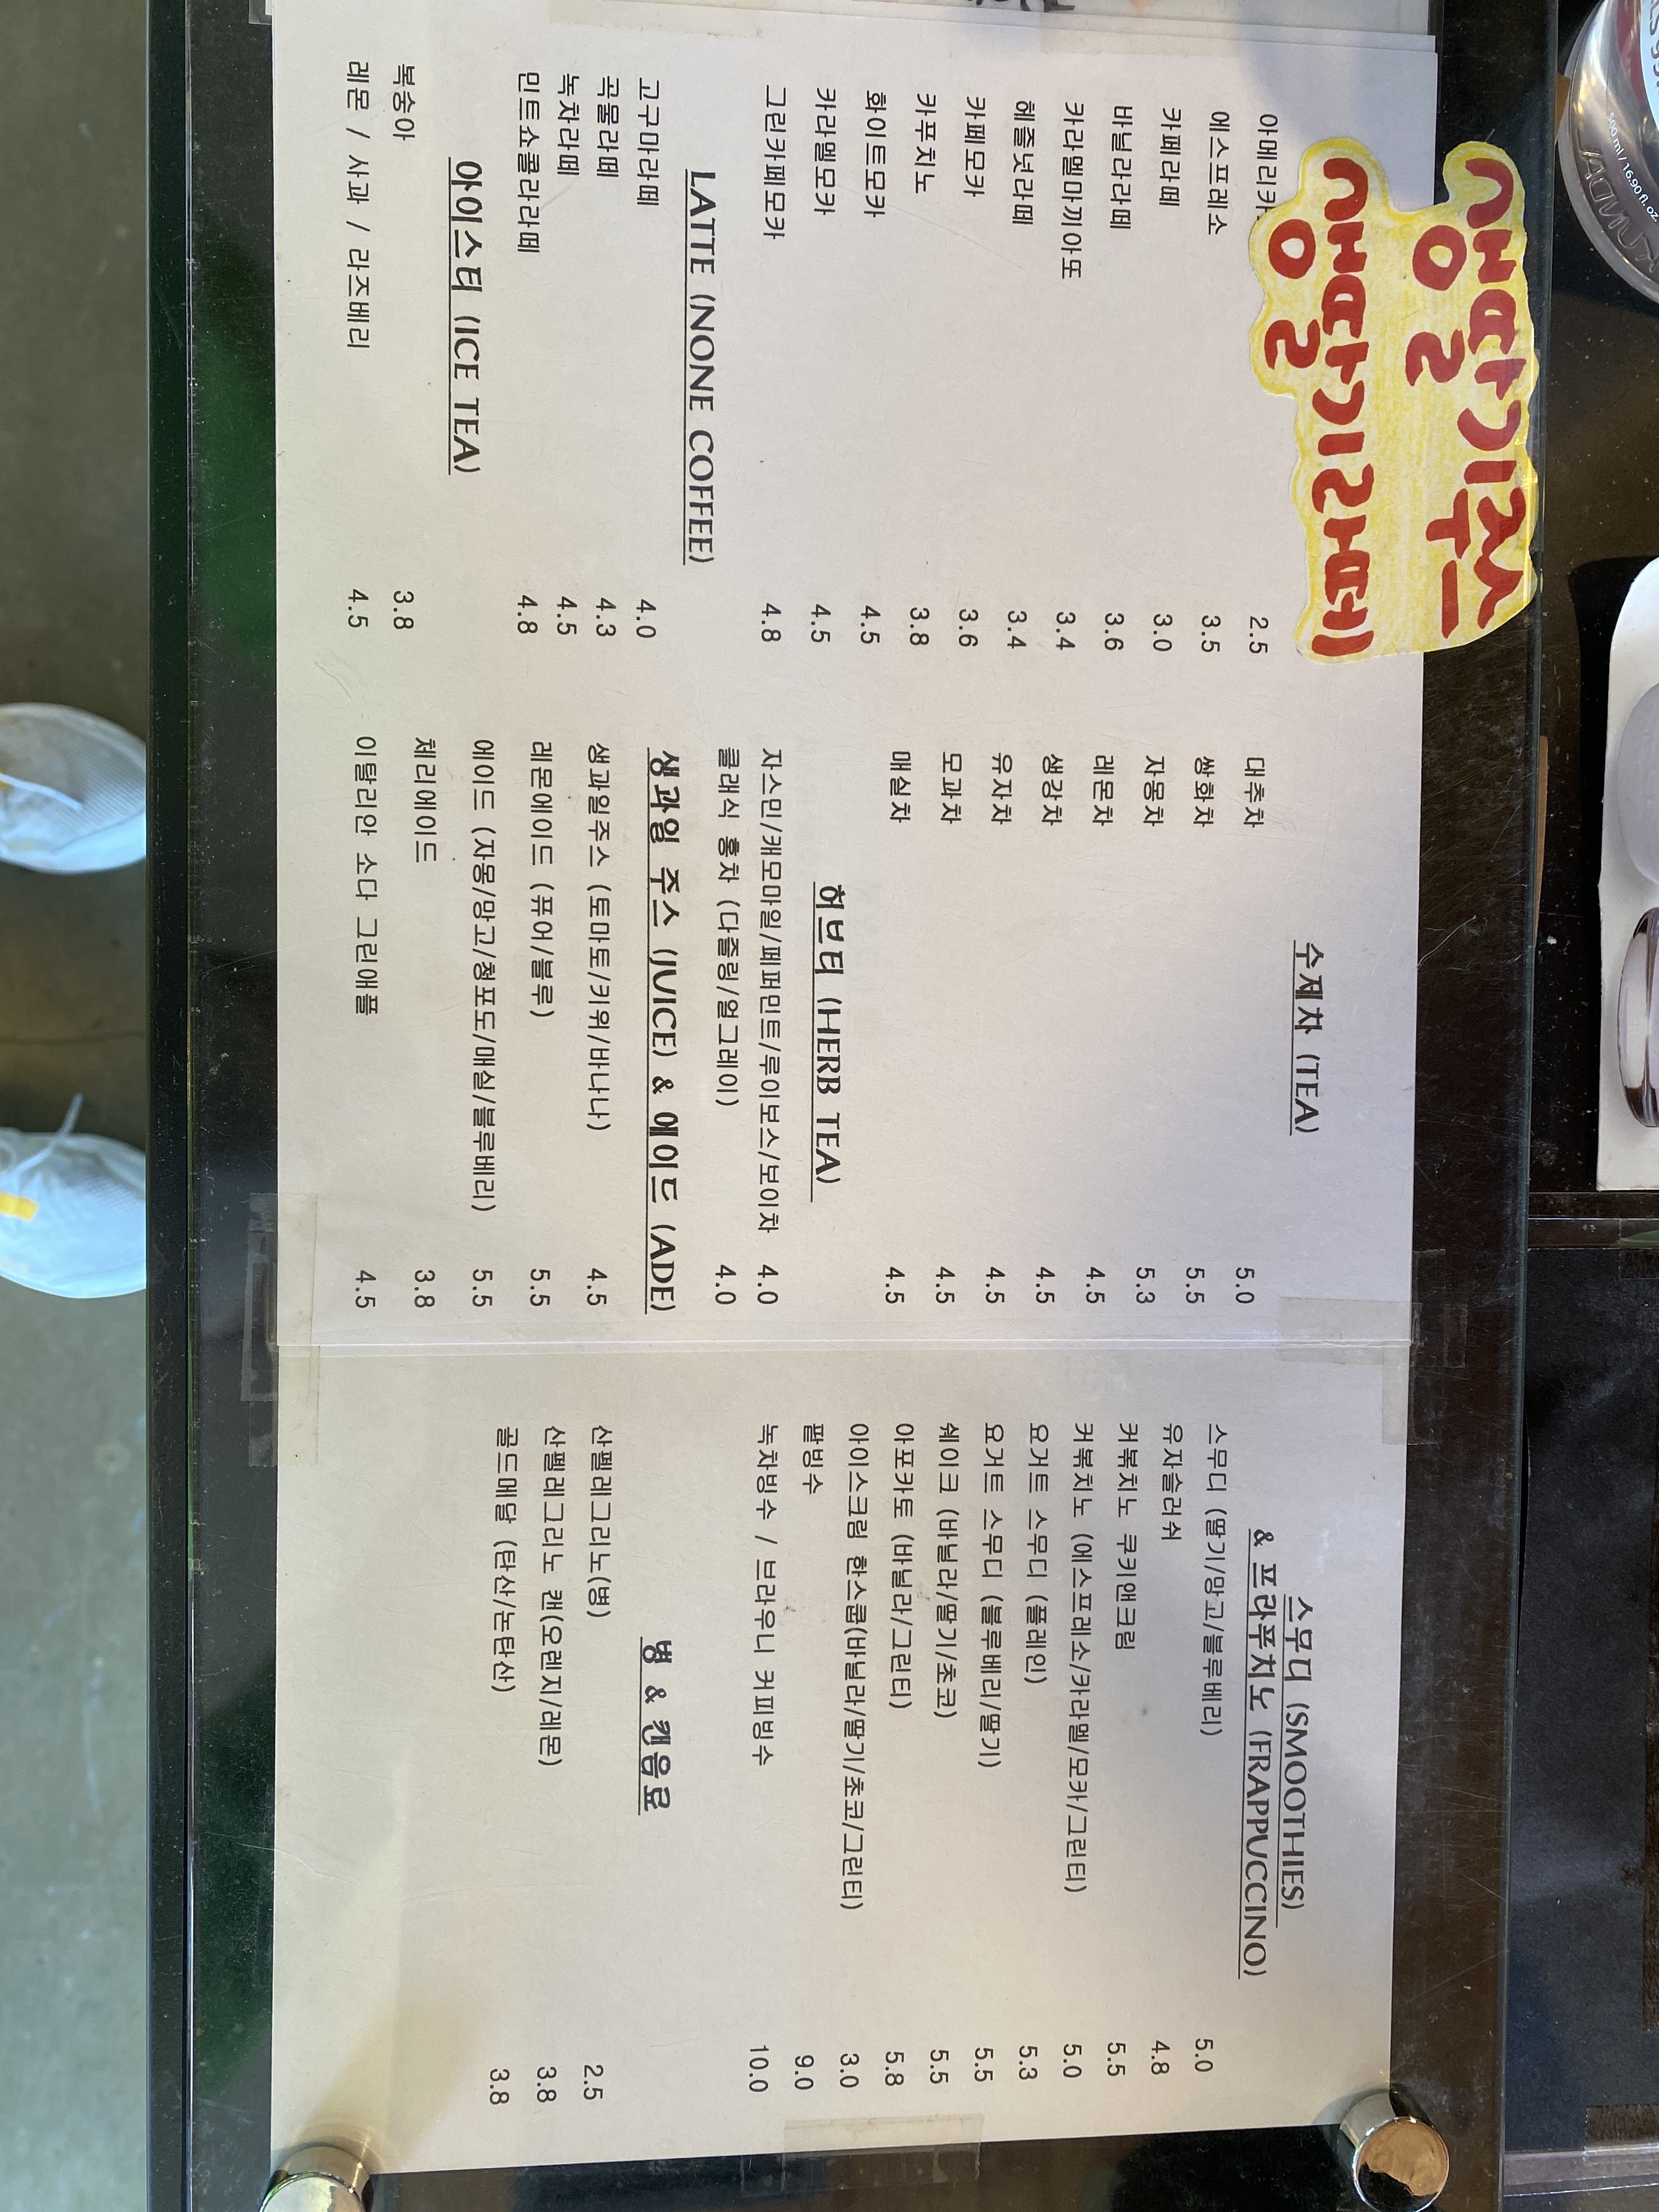 생딸기주스
생딸기라떼
아메리카
2.5
에스프레소 3.5
카페라떼 3.0
바닐라라떼 3.6
카라멜마끼아또 3.4
헤즐넛라떼 3.4
카페모카 3.6
카푸치노 3.8
화이트모카 4.5
카라멜모카 4.5
그린카페모카 4.8
LATTE (NONE COFFEE)
고구마라떼 4.0
곡물라떼 4.3
녹차라떼 4.5
민트쇼콜라라떼 4.8
아이스티 (ICE TEA)
복숭아 3.8
레몬 / 사과 / 라즈베리 4.5
수제차 (TEA)
대추차 5.0
쌍화차 5.5
자몽차 5.3
레몬차 4.5
생강차 4.5
유자차 4.5
모과차 4.5
매실차 4.5
허브티 (HERB TEA)
자스민/캐모마일/페퍼민트/루이보스/보이차 4.0
클래식 홍차 (다즐링/얼그레이) 4.0
생과일 주스 (JUICE) & 에이드 (ADE)
생과일주스 (토마토/키위/바나나) 4.5
레몬에이드 (퓨어/블루) 5.5
에이드 (자몽/망고/청포도/매실/블루베리) 5.5
체리에이드 3.8
이탈리안 소다 그린애플 4.5
스무디 (SMOOTHIES)
& 프라푸치노 (FRAPPUCCINO)
스무디 (딸기/망고/블루베리) 5.0
유자슬러쉬 4.8
커볶치노 쿠키앤크림 5.5
커볶치노 (에스프레소/카라멜/모카/그린티) 5.0
요거트 스무디 (플레인) 5.3
요거트 스무디 (블루베리/딸기) 5.5
쉐이크 (바닐라/딸기/초코) 5.5
아포카토 (바닐라/그린티) 5.8
아이스크림 한스쿱(바닐라/딸기/초코/그린티) 3.0
팥빙수 9.0
녹차빙수 / 브라우니 커피빙수 10.0
병 & 캔음료
산펠레그리노(병) 2.5
산펠레그리노 캔(오렌지/레몬) 3.8
골드메달 (탄산/논탄산) 3.8
500ml/16.90fl.oz